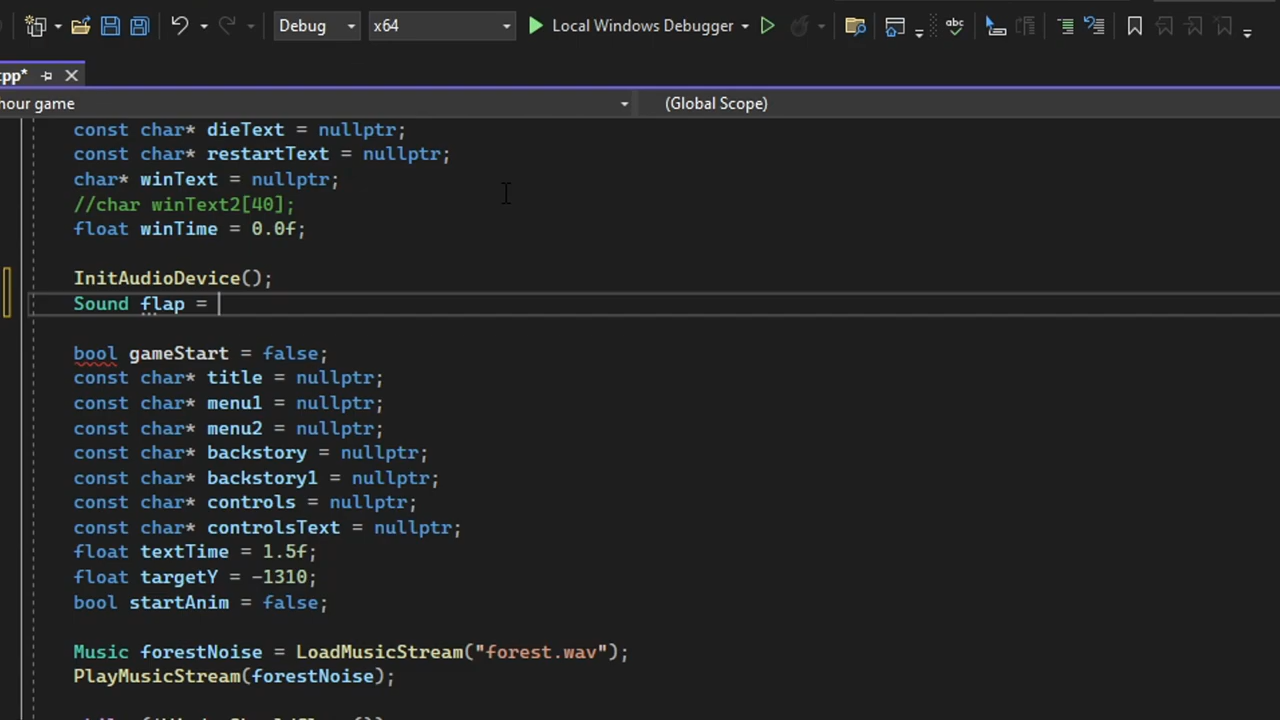 Debug x64 Local Windows Debugger abc
pp*
hour game (Global Scope)
const char* dieText = nullptr;
const char* restartText = nullptr;
char* winText = nullptr;
//char winText2[40];
float winTime = 0.0f;
InitAudioDevice();
Sound flap =
bool gameStart = false;
const char* title = nullptr;
const char* menu1 = nullptr;
const char* menu2 = nullptr;
const char* backstory = nullptr;
const char* backstory1 = nullptr;
const char* controls = nullptr;
const char* controlsText = nullptr;
float textTime = 1.5f;
float targetY = -1310;
bool startAnim = false;
Music forestNoise = LoadMusicStream("forest.wav");
PlayMusicStream(forestNoise);